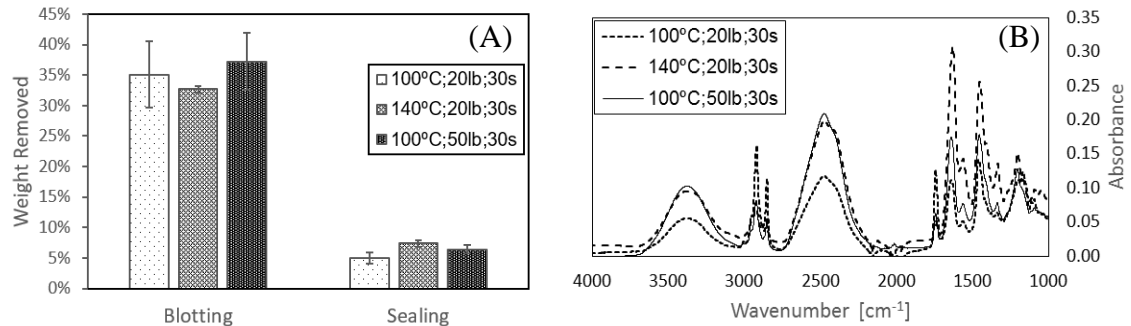 45%
40%
35%
30%
25%
20%
15%
10%
5%
0%
Weight Removed
(A)
100ºC;20lb;30s
140ºC;20lb;30s
100ºC;50lb;30s
Blotting
Sealing
(B)
100ºC;20lb;30s
140ºC;20lb;30s
100ºC;50lb;30s
0.35
0.30
0.25
0.20
0.15
0.10
0.05
0.00
Absorbance
4000 3500 3000 2500 2000 1500 1000
Wavenumber [cm⁻¹]